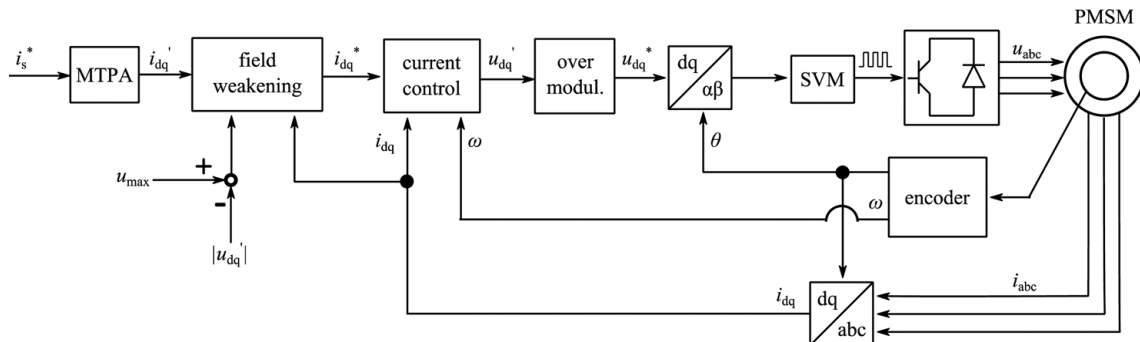 PMSM
i_s^*
MTPA
i_dq'
field
weakening
i_dq^*
current
control
u_dq'
over
modul.
u_dq^*
dq
αβ
SVM
u_abc
i_dq
ω
θ
u_max
+
-
|u_dq'|
ω
encoder
i_dq
dq
abc
i_abc